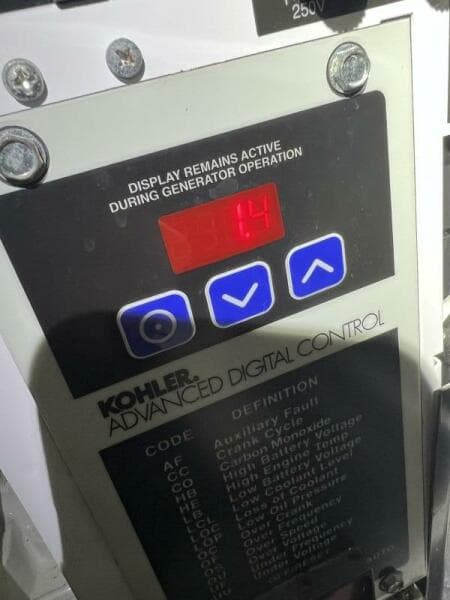 250V
DISPLAY REMAINS ACTIVE
DURING GENERATOR OPERATION
1.4
KOHLER.
ADVANCED DIGITAL CONTROL
CODE DEFINITION
AF Auxiliary Fault
CC Crank Cycle
CO Carbon Monoxide
HB High Battery Voltage
HE High Engine Temp
LB Low Battery Voltage
LCL Low Coolant Level
LOC Loss of Coolant
LOP Low Oil Pressure
OC Over Crank
OF Over Frequency
OS Over Speed
OV Over Voltage
UF Under Frequency
UV Under Voltage
AUTO